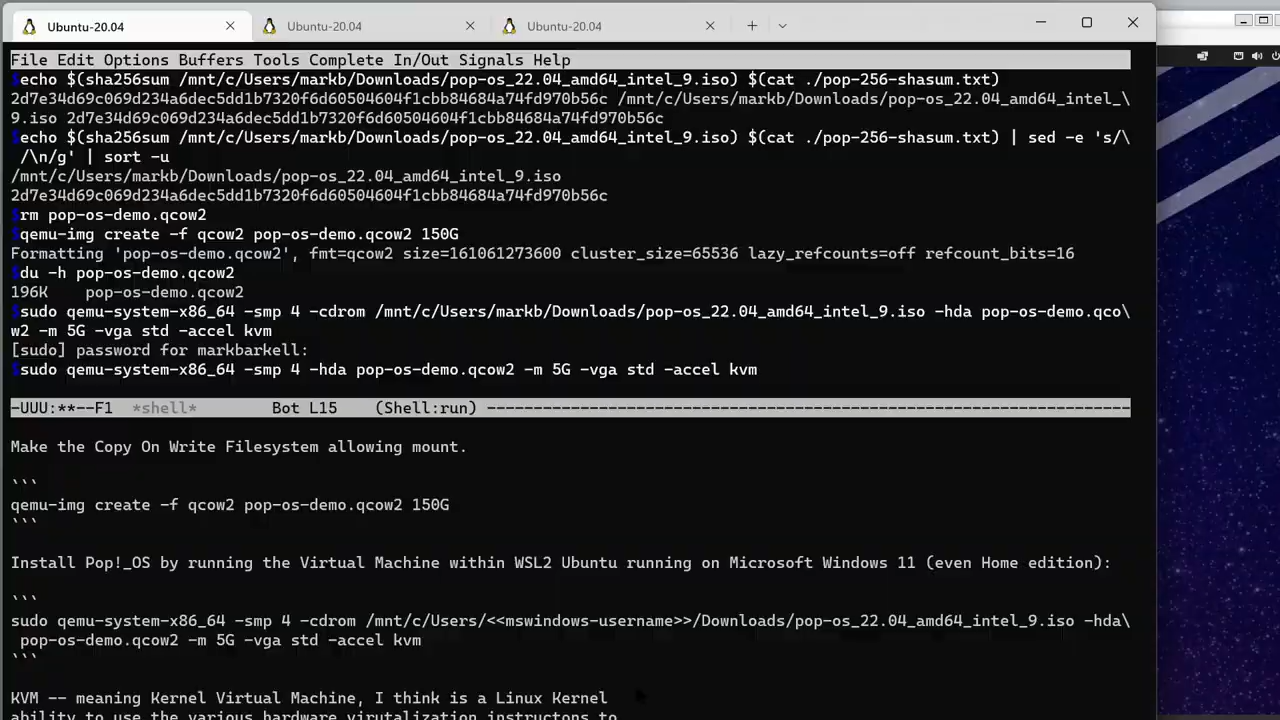 Ubuntu-20.04
Ubuntu-20.04
Ubuntu-20.04
File Edit Options Buffers Tools Complete In/Out Signals Help
$echo $(sha256sum /mnt/c/Users/markb/Downloads/pop-os_22.04_amd64_intel_9.iso) $(cat ./pop-256-shasum.txt)
2d7e34d69c069d234a6dec5dd1b7320f6d60504604f1cbb84684a74fd970b56c /mnt/c/Users/markb/Downloads/pop-os_22.04_amd64_intel_\
9.iso 2d7e34d69c069d234a6dec5dd1b7320f6d60504604f1cbb84684a74fd970b56c
$echo $(sha256sum /mnt/c/Users/markb/Downloads/pop-os_22.04_amd64_intel_9.iso) $(cat ./pop-256-shasum.txt) | sed -e 's/\
/\n/g' | sort -u
/mnt/c/Users/markb/Downloads/pop-os_22.04_amd64_intel_9.iso
2d7e34d69c069d234a6dec5dd1b7320f6d60504604f1cbb84684a74fd970b56c
$rm pop-os-demo.qcow2
$qemu-img create -f qcow2 pop-os-demo.qcow2 150G
Formatting 'pop-os-demo.qcow2', fmt=qcow2 size=161061273600 cluster_size=65536 lazy_refcounts=off refcount_bits=16
$du -h pop-os-demo.qcow2
196K    pop-os-demo.qcow2
$sudo qemu-system-x86_64 -smp 4 -cdrom /mnt/c/Users/markb/Downloads/pop-os_22.04_amd64_intel_9.iso -hda pop-os-demo.qco\
w2 -m 5G -vga std -accel kvm
[sudo] password for markbarkell:
$sudo qemu-system-x86_64 -smp 4 -hda pop-os-demo.qcow2 -m 5G -vga std -accel kvm
-UUU:**--F1  *shell*        Bot L15    (Shell:run) ---------------------------------------------------------------------
Make the Copy On Write Filesystem allowing mount.
```
qemu-img create -f qcow2 pop-os-demo.qcow2 150G
```
Install Pop!_OS by running the Virtual Machine within WSL2 Ubuntu running on Microsoft Windows 11 (even Home edition):
```
sudo qemu-system-x86_64 -smp 4 -cdrom /mnt/c/Users/<<mswindows-username>>/Downloads/pop-os_22.04_amd64_intel_9.iso -hda\
pop-os-demo.qcow2 -m 5G -vga std -accel kvm
```
KVM -- meaning Kernel Virtual Machine, I think is a Linux Kernel
ability to use the various hardware virutalization instructons to